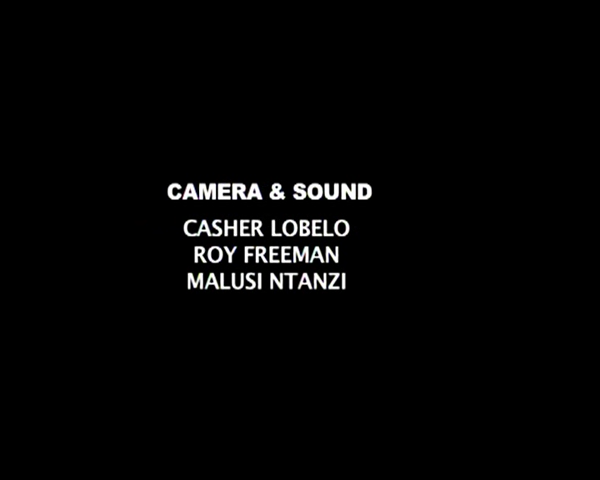 CAMERA & SOUND
CASHER LOBELO
ROY FREEMAN
MALUSI NTANZI